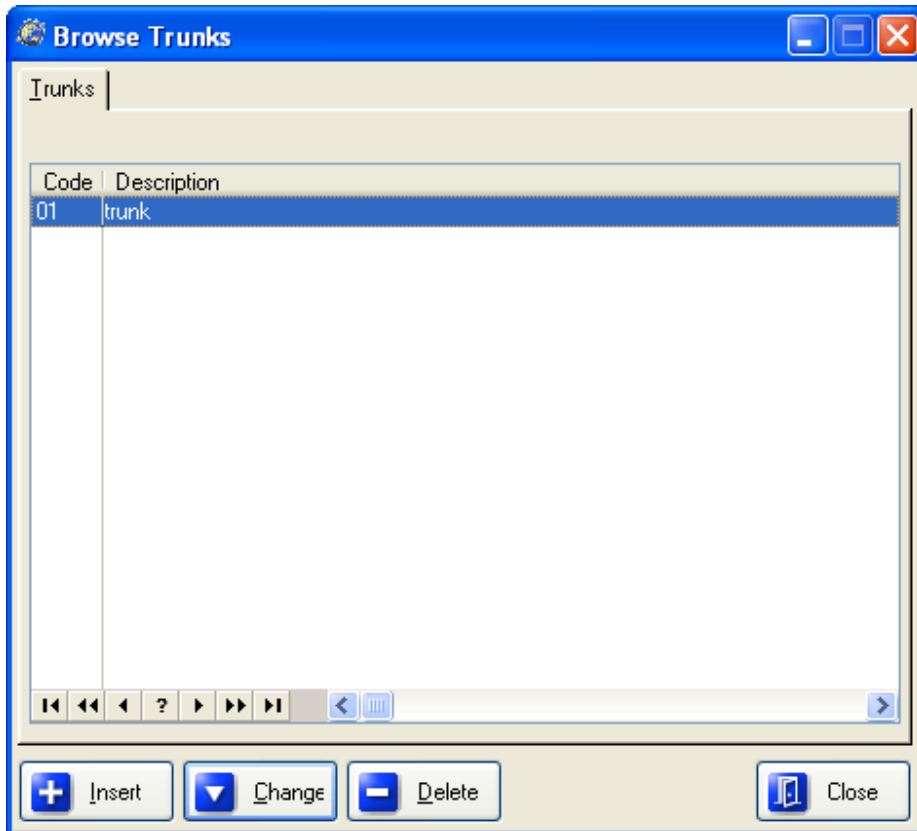 Browse Trunks
Trunks
Code Description
01 trunk
?
Insert Change Delete Close